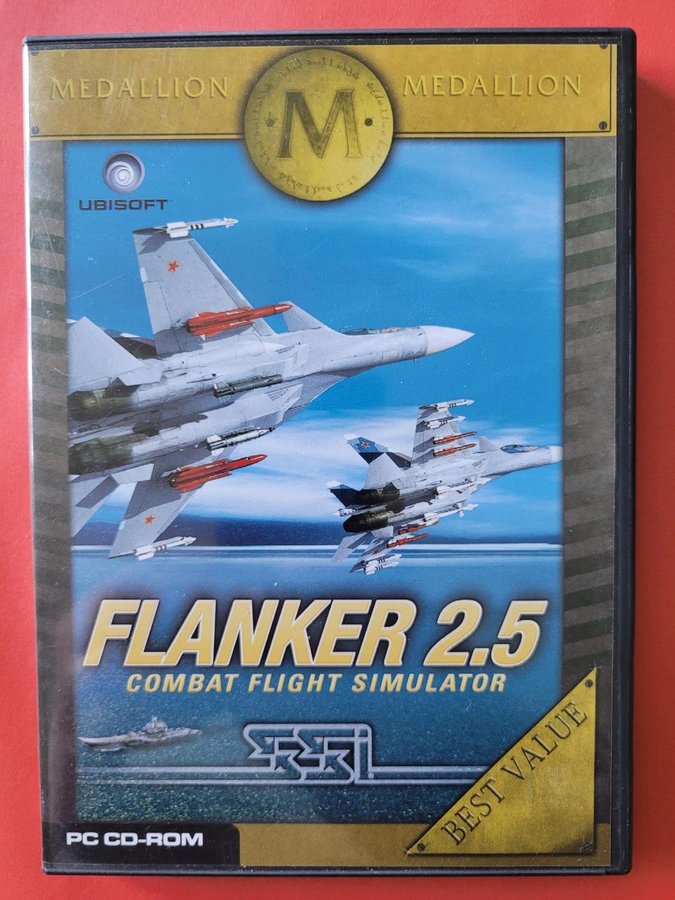 MEDALLION M MEDALLION
UBISOFT
FLANKER 2.5
COMBAT FLIGHT SIMULATOR
SSI
BEST VALUE
PC CD-ROM